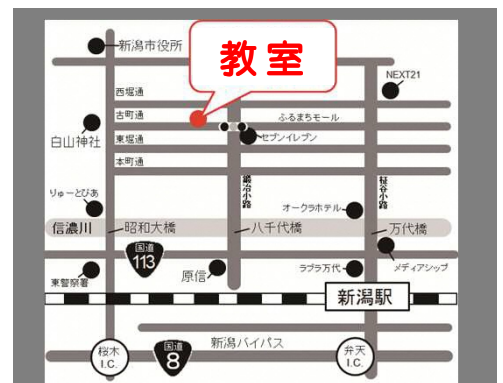 新潟市役所
教室
NEXT21
西堀通
古町通
ふるまちモール
白山神社
東堀通
セブンイレブン
本町通
鍛冶小路
柾谷小路
りゅーとぴあ
オークラホテル
信濃川
昭和大橋
八千代橋
万代橋
国道
113
東警察署
原信
ラブラ万代
メディアシップ
新潟駅
桜木
I.C.
国道
8
新潟バイパス
弁天
I.C.